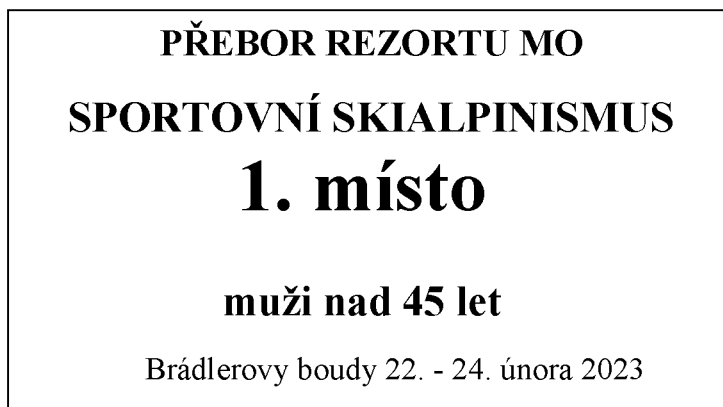 PŘEBOR REZORTU MO
SPORTOVNÍ SKIALPINISMUS
1. místo
muži nad 45 let
Brádlerovy boudy 22. - 24. února 2023